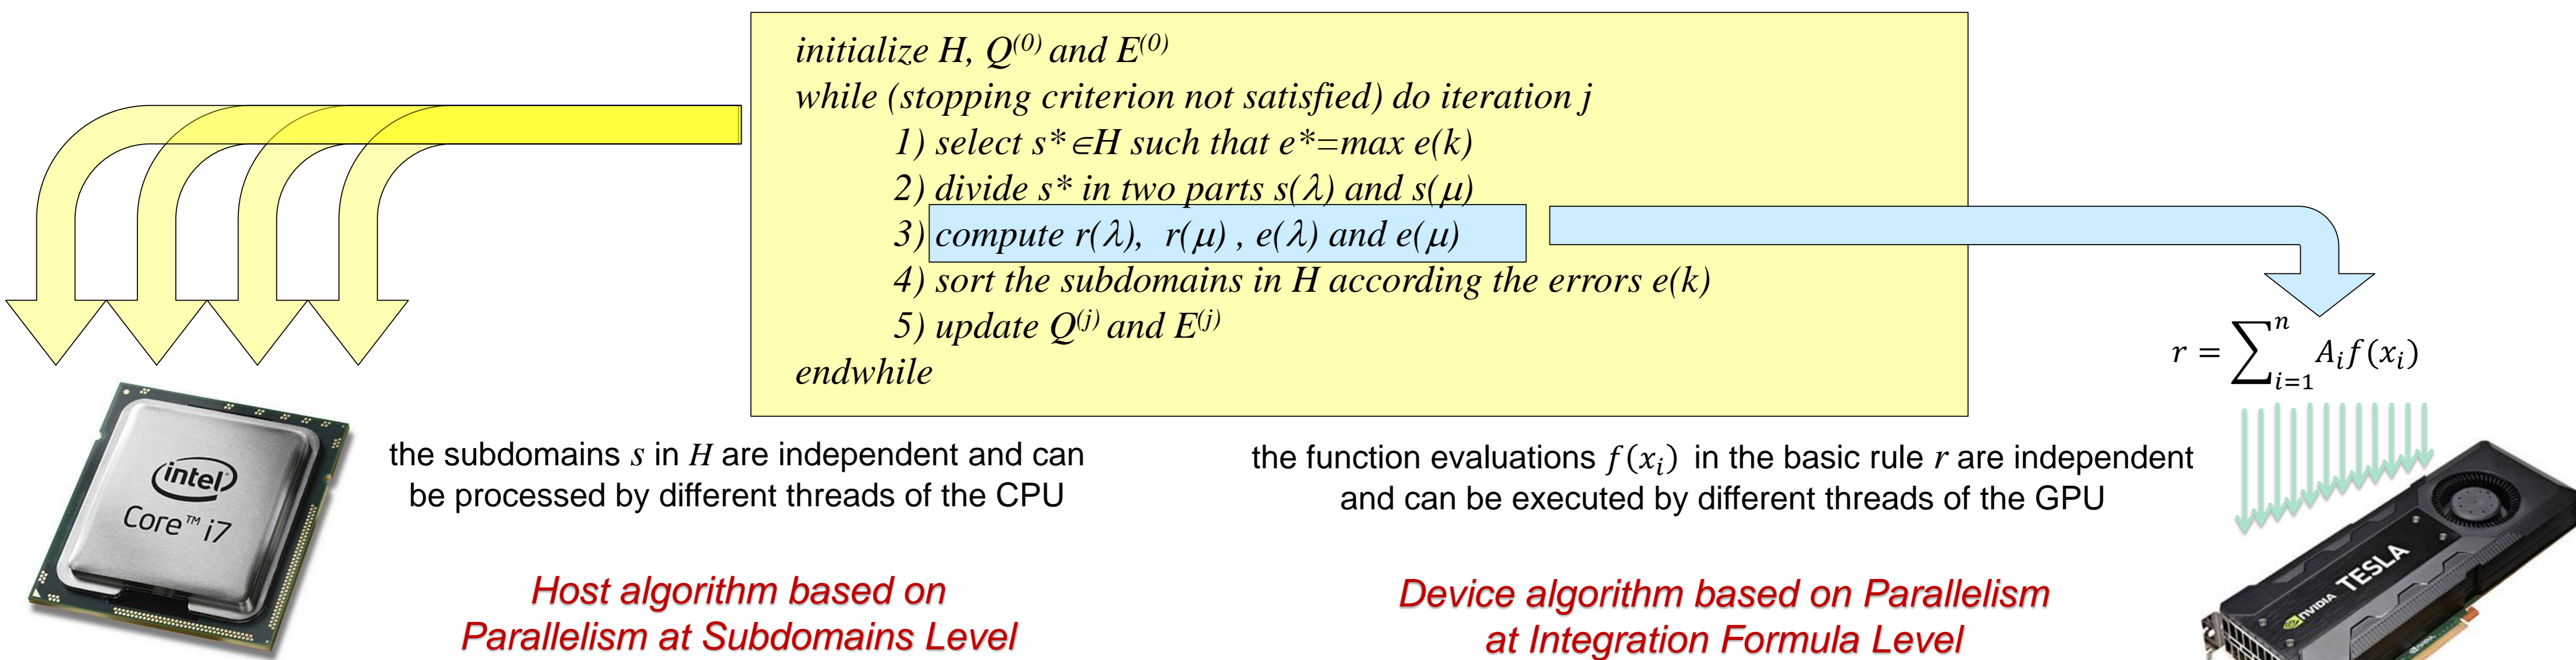 initialize H, Q⁽⁰⁾ and E⁽⁰⁾
while (stopping criterion not satisfied) do iteration j
1) select s* ∈H such that e*=max e(k)
2) divide s* in two parts s(λ) and s(μ)
3) compute r(λ), r(μ) , e(λ) and e(μ)
4) sort the subdomains in H according the errors e(k)
5) update Q⁽ʲ⁾ and E⁽ʲ⁾
endwhile
r = ∑ⁿᵢ₌₁ Aᵢf(xᵢ)
intel
Core™ i7
the subdomains s in H are independent and can
be processed by different threads of the CPU
the function evaluations f(xᵢ) in the basic rule r are independent
and can be executed by different threads of the GPU
NVIDIA TESLA
Host algorithm based on
Parallelism at Subdomains Level
Device algorithm based on Parallelism
at Integration Formula Level